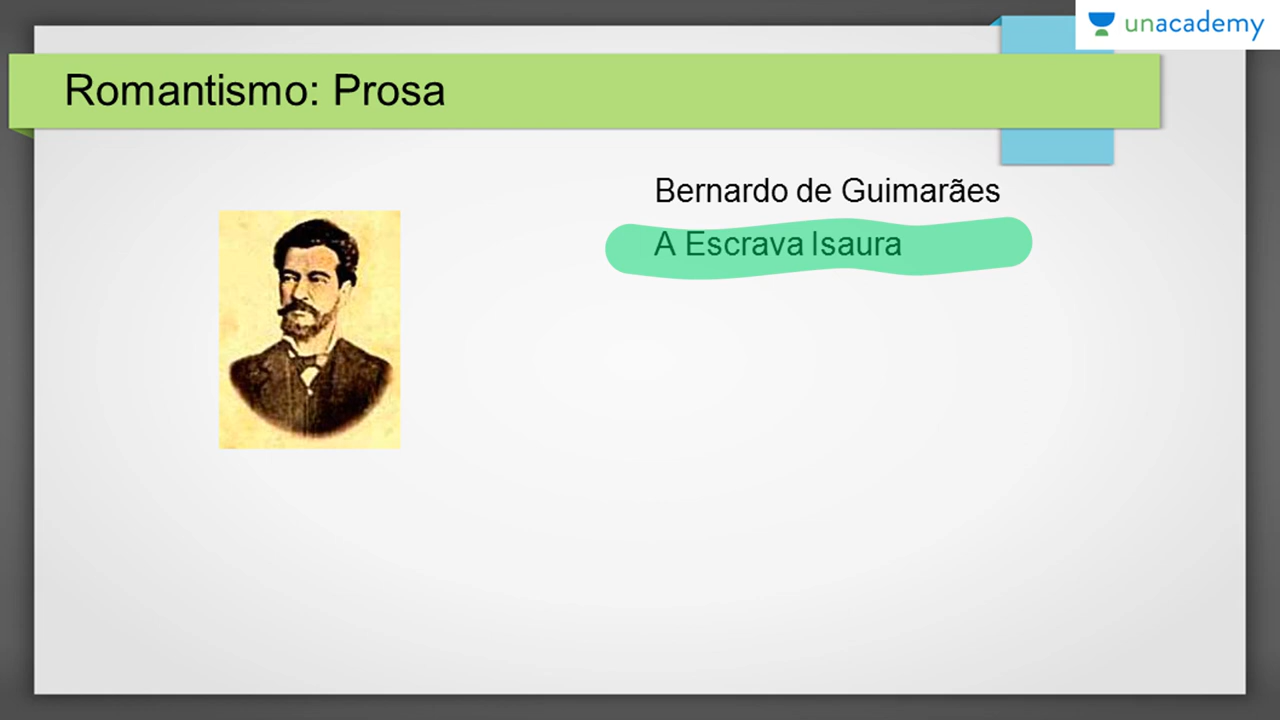 unacademy
Romantismo: Prosa
Bernardo de Guimarães
A Escrava Isaura